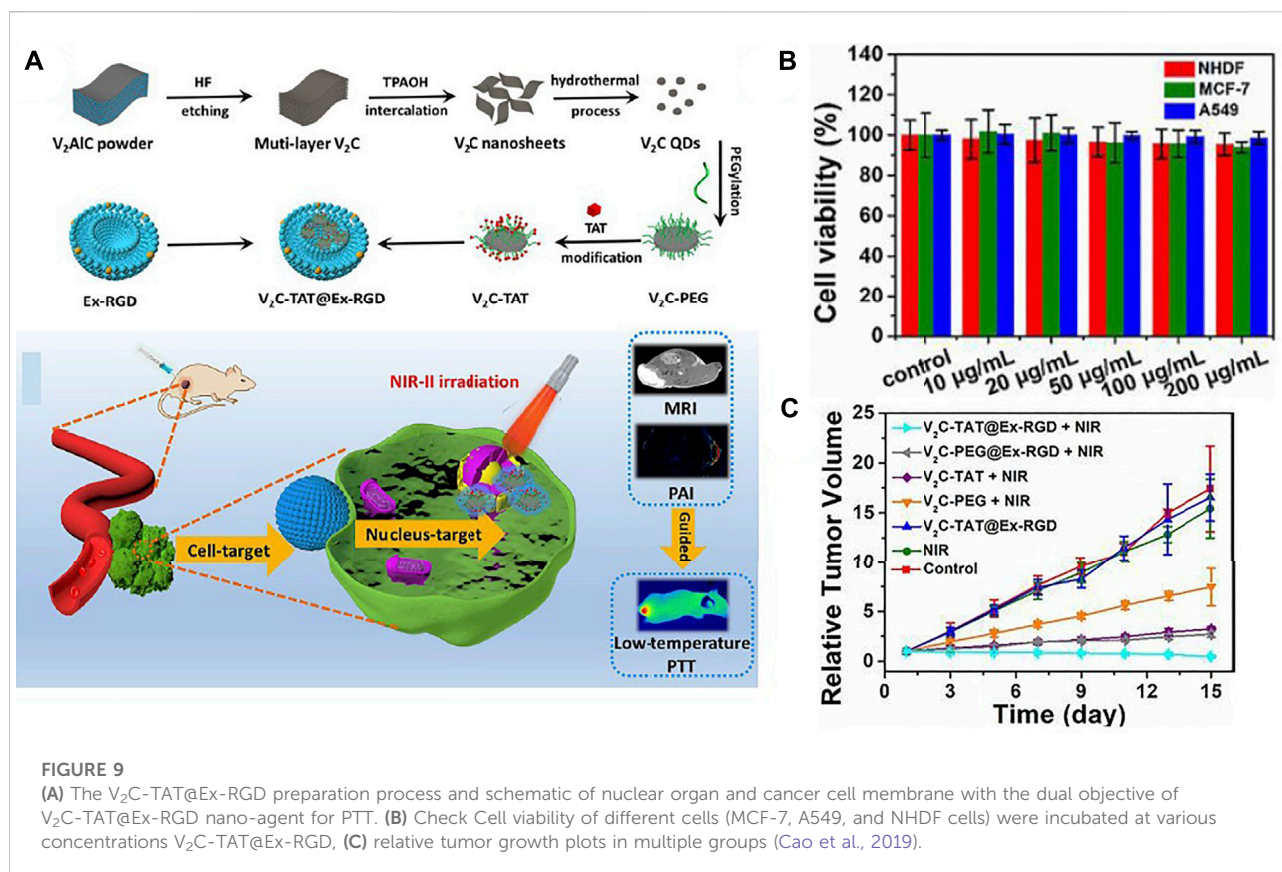 A
HF
etching
TPAOH
intercalation
hydrothermal
process
V₂AlC powder
Muti-layer V₂C
V₂C nanosheets
V₂C QDs
PEGylation
TAT
modification
Ex-RGD
V₂C-TAT@Ex-RGD
V₂C-TAT
V₂C-PEG
NIR-II irradiation
Cell-target
Nucleus-target
MRI
PAI
Guided
Low-temperature
PTT
B
Cell viability (%)
140
120
100
80
60
40
20
0
NHDF
MCF-7
A549
control
10 μg/mL
20 μg/mL
50 μg/mL
100 μg/mL
200 μg/mL
C
Relative Tumor Volume
25
20
15
10
5
0
V₂C-TAT@Ex-RGD + NIR
V₂C-PEG@Ex-RGD + NIR
V₂C-TAT + NIR
V₂C-PEG + NIR
V₂C-TAT@Ex-RGD
NIR
Control
0 3 6 9 12 15
Time (day)
FIGURE 9
(A) The V₂C-TAT@Ex-RGD preparation process and schematic of nuclear organ and cancer cell membrane with the dual objective of
V₂C-TAT@Ex-RGD nano-agent for PTT. (B) Check Cell viability of different cells (MCF-7, A549, and NHDF cells) were incubated at various
concentrations V₂C-TAT@Ex-RGD, (C) relative tumor growth plots in multiple groups (Cao et al., 2019).